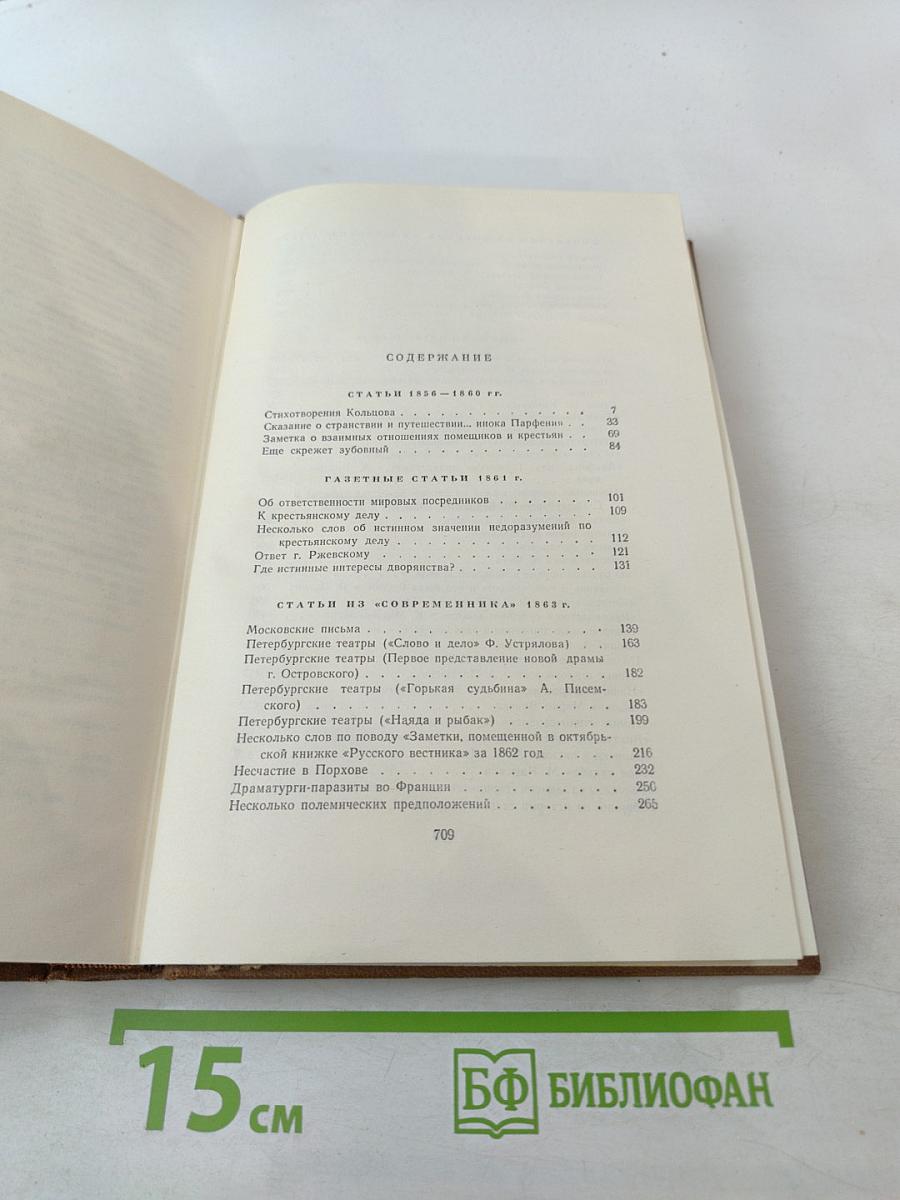 СОДЕРЖАНИЕ
СТАТЬИ 1856—1860 гг.
Стихотворения Кольцова . . . . . . . . . . . . . . 7
Сказание о странствии и путешествии... инока Парфения . . 33
Заметка о взаимных отношениях помещиков и крестьян . . 69
Еще скрежет зубовный . . . . . . . . . . . . . . 84
ГАЗЕТНЫЕ СТАТЬИ 1861 г.
Об ответственности мировых посредников . . . . . . . 101
К крестьянскому делу . . . . . . . . . . . . . . 109
Несколько слов об истинном значении недоразумений по
крестьянскому делу . . . . . . . . . . . . . . 112
Ответ г. Ржевскому . . . . . . . . . . . . . . 121
Где истинные интересы дворянства? . . . . . . . . . . 131
СТАТЬИ ИЗ «СОВРЕМЕННИКА» 1863 г.
Московские письма . . . . . . . . . . . . . . . 139
Петербургские театры («Слово и дело» Ф. Устрялова) . . 163
Петербургские театры (Первое представление новой драмы
г. Островского) . . . . . . . . . . . . . . . . 182
Петербургские театры («Горькая судьбина» А. Писем-
ского) . . . . . . . . . . . . . . . . . . . 183
Петербургские театры («Наяда и рыбак») . . . . . . . 199
Несколько слов по поводу «Заметки, помещенной в октябрь-
ской книжке «Русского вестника» за 1862 год . . . . 216
Несчастие в Порхове . . . . . . . . . . . . . . . 232
Драматурги-паразиты во Франции . . . . . . . . . . 250
Несколько полемических предположений . . . . . . . . 265
709
15 см
БФ БИБЛИОФАН